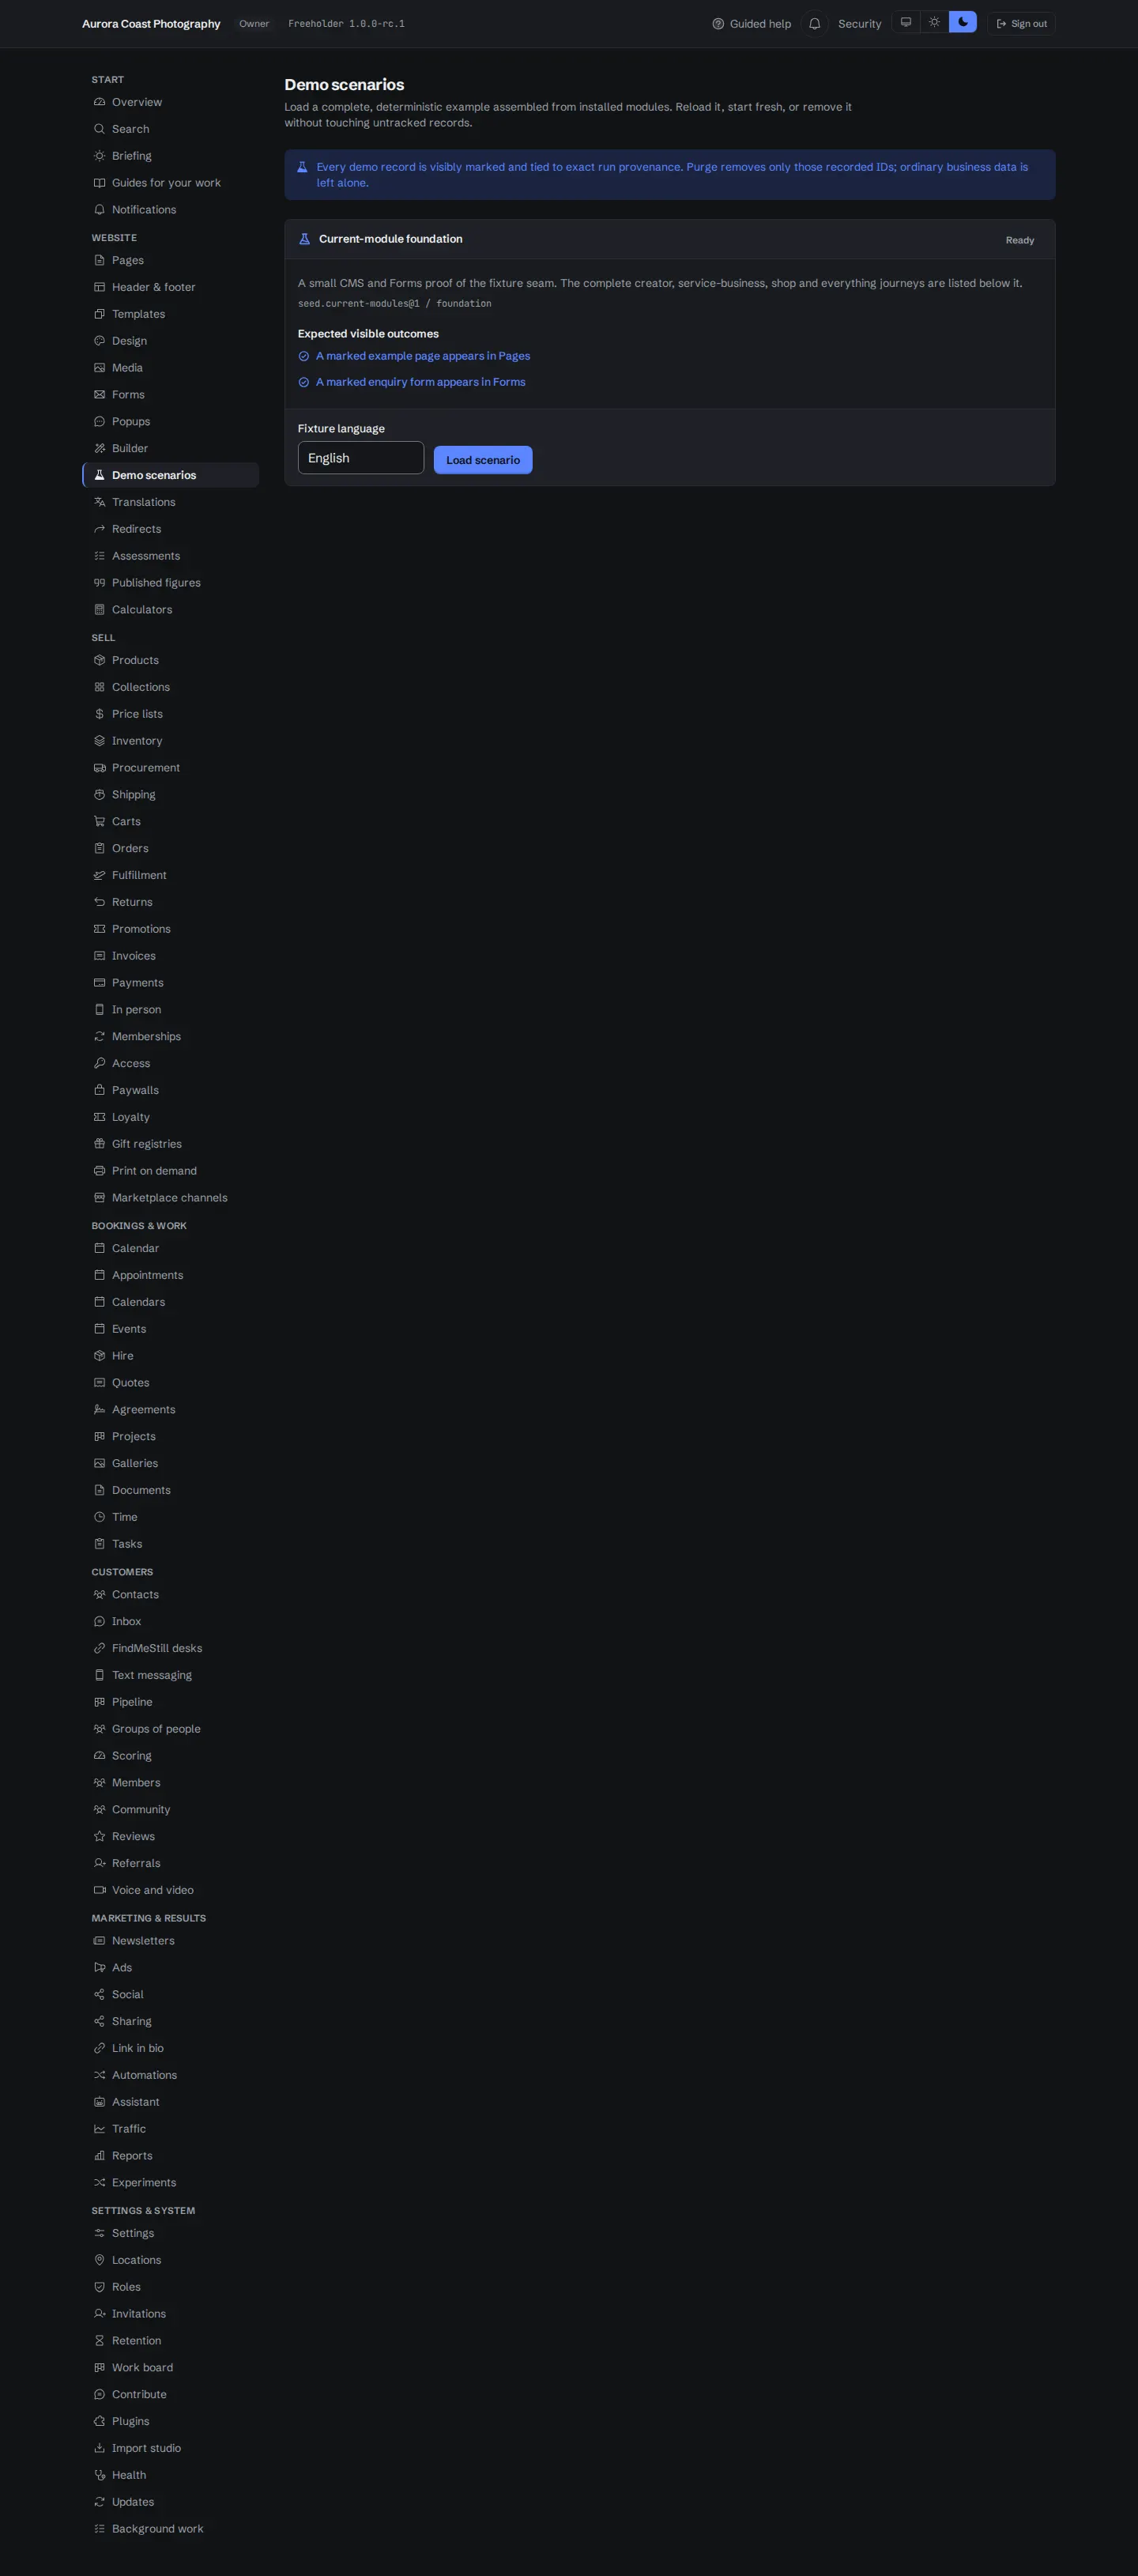 Aurora Coast Photography
Owner
Freeholder 1.0.0-rc.1
Guided help
Security
Sign out
START
Overview
Search
Briefing
Guides for your work
Notifications
WEBSITE
Pages
Header & footer
Templates
Design
Media
Forms
Popups
Builder
Demo scenarios
Translations
Redirects
Assessments
Published figures
Calculators
SELL
Products
Collections
Price lists
Inventory
Procurement
Shipping
Carts
Orders
Fulfillment
Returns
Promotions
Invoices
Payments
In person
Memberships
Access
Paywalls
Loyalty
Gift registries
Print on demand
Marketplace channels
BOOKINGS & WORK
Calendar
Appointments
Calendars
Events
Hire
Quotes
Agreements
Projects
Galleries
Documents
Time
Tasks
CUSTOMERS
Contacts
Inbox
FindMeStill desks
Text messaging
Pipeline
Groups of people
Scoring
Members
Community
Reviews
Referrals
Voice and video
MARKETING & RESULTS
Newsletters
Ads
Social
Sharing
Link in bio
Automations
Assistant
Traffic
Reports
Experiments
SETTINGS & SYSTEM
Settings
Locations
Roles
Invitations
Retention
Work board
Contribute
Plugins
Import studio
Health
Updates
Background work
Demo scenarios
Load a complete, deterministic example assembled from installed modules. Reload it, start fresh, or remove it
without touching untracked records.
Every demo record is visibly marked and tied to exact run provenance. Purge removes only those recorded IDs; ordinary business data is
left alone.
Current-module foundation
Ready
A small CMS and Forms proof of the fixture seam. The complete creator, service-business, shop and everything journeys are listed below it.
seed.current-modules@1 / foundation
Expected visible outcomes
A marked example page appears in Pages
A marked enquiry form appears in Forms
Fixture language
English
Load scenario